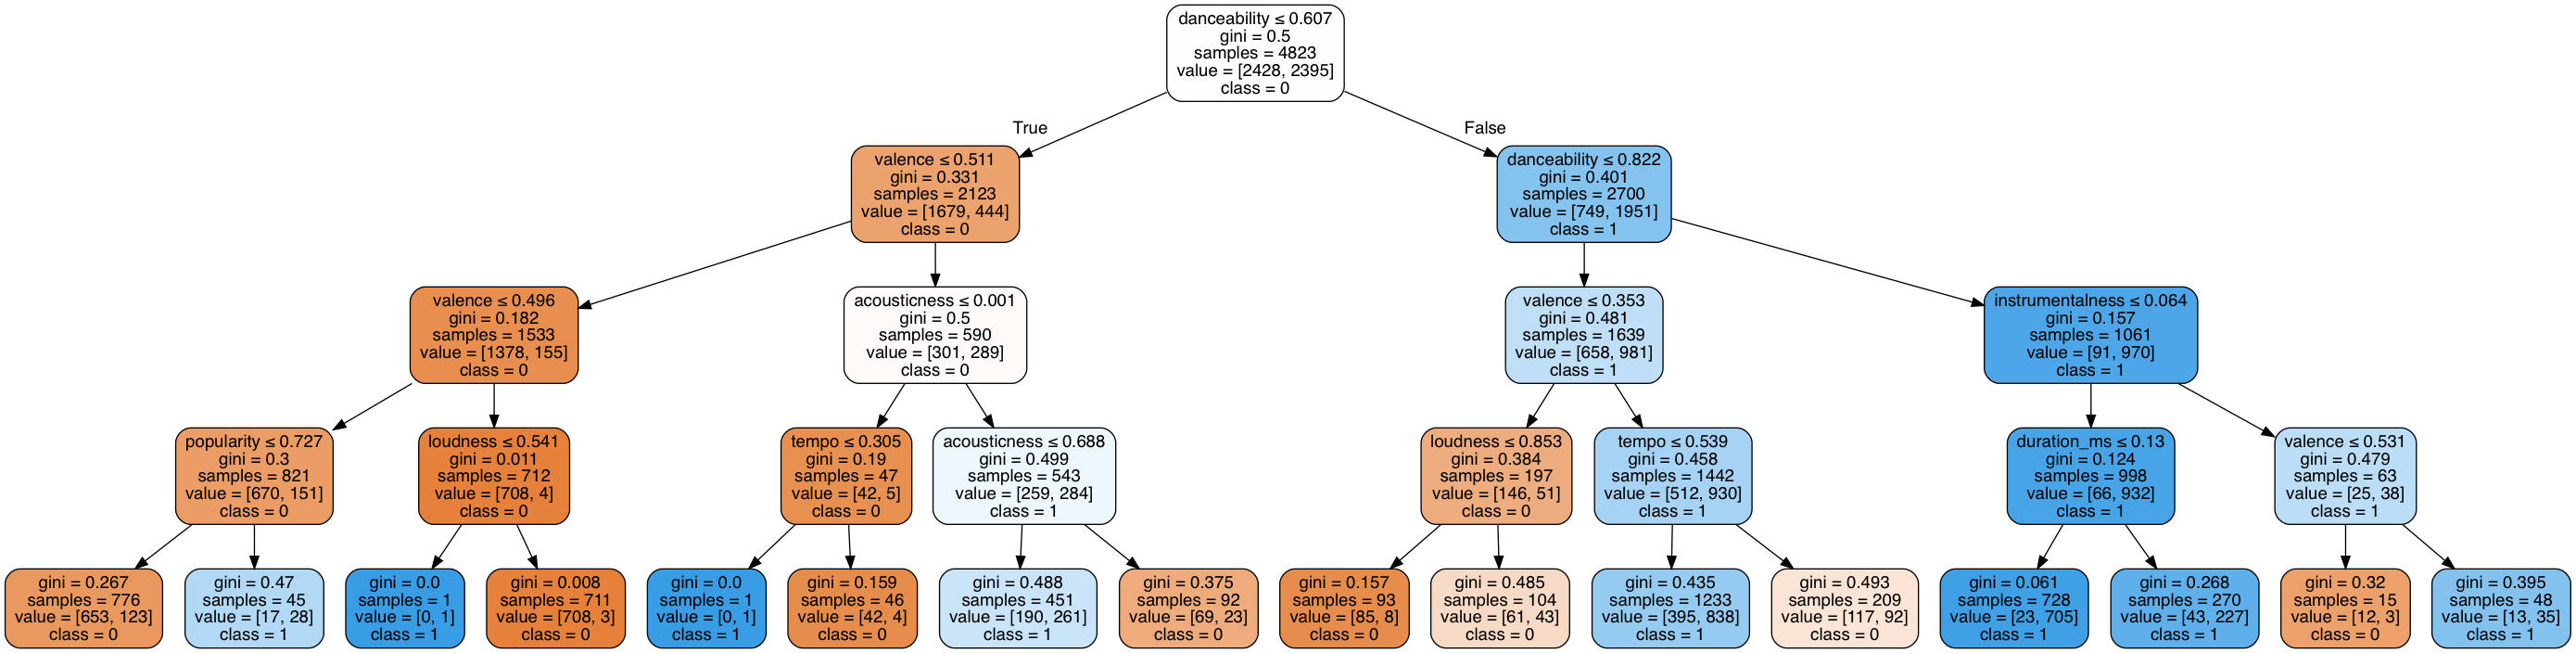 danceability ≤ 0.607
gini = 0.5
samples = 4823
value = [2428, 2395]
class = 0
True
False
valence ≤ 0.511
gini = 0.331
samples = 2123
value = [1679, 444]
class = 0
danceability ≤ 0.822
gini = 0.401
samples = 2700
value = [749, 1951]
class = 1
valence ≤ 0.496
gini = 0.182
samples = 1533
value = [1378, 155]
class = 0
acousticness ≤ 0.001
gini = 0.5
samples = 590
value = [301, 289]
class = 0
valence ≤ 0.353
gini = 0.481
samples = 1639
value = [658, 981]
class = 1
instrumentalness ≤ 0.064
gini = 0.157
samples = 1061
value = [91, 970]
class = 1
popularity ≤ 0.727
gini = 0.3
samples = 821
value = [670, 151]
class = 0
loudness ≤ 0.541
gini = 0.011
samples = 712
value = [708, 4]
class = 0
tempo ≤ 0.305
gini = 0.19
samples = 47
value = [42, 5]
class = 0
acousticness ≤ 0.688
gini = 0.499
samples = 543
value = [259, 284]
class = 1
loudness ≤ 0.853
gini = 0.384
samples = 197
value = [146, 51]
class = 0
tempo ≤ 0.539
gini = 0.458
samples = 1442
value = [512, 930]
class = 1
duration_ms ≤ 0.13
gini = 0.124
samples = 998
value = [66, 932]
class = 1
valence ≤ 0.531
gini = 0.479
samples = 63
value = [25, 38]
class = 1
gini = 0.267
samples = 776
value = [653, 123]
class = 0
gini = 0.47
samples = 45
value = [17, 28]
class = 1
gini = 0.0
samples = 1
value = [0, 1]
class = 1
gini = 0.008
samples = 711
value = [708, 3]
class = 0
gini = 0.0
samples = 1
value = [0, 1]
class = 1
gini = 0.159
samples = 46
value = [42, 4]
class = 0
gini = 0.488
samples = 451
value = [190, 261]
class = 1
gini = 0.375
samples = 92
value = [69, 23]
class = 0
gini = 0.157
samples = 93
value = [85, 8]
class = 0
gini = 0.485
samples = 104
value = [61, 43]
class = 0
gini = 0.435
samples = 1233
value = [395, 838]
class = 1
gini = 0.493
samples = 209
value = [117, 92]
class = 0
gini = 0.061
samples = 728
value = [23, 705]
class = 1
gini = 0.268
samples = 270
value = [43, 227]
class = 1
gini = 0.32
samples = 15
value = [12, 3]
class = 0
gini = 0.395
samples = 48
value = [13, 35]
class = 1